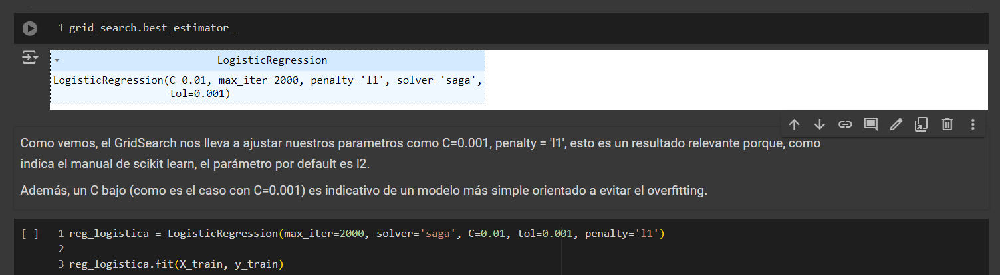 1 grid_search.best_estimator_
LogisticRegression
LogisticRegression(C=0.01, max_iter=2000, penalty='l1', solver='saga',
tol=0.001)
Como vemos, el GridSearch nos lleva a ajustar nuestros parametros como C=0.001, penalty = 'l1', esto es un resultado relevante porque, como
indica el manual de scikit learn, el parámetro por default es l2.
Además, un C bajo (como es el caso con C=0.001) es indicativo de un modelo más simple orientado a evitar el overfitting.
[ ] 1 reg_logistica = LogisticRegression(max_iter=2000, solver='saga', C=0.01, tol=0.001, penalty='l1')
2
3 reg_logistica.fit(X_train, y_train)